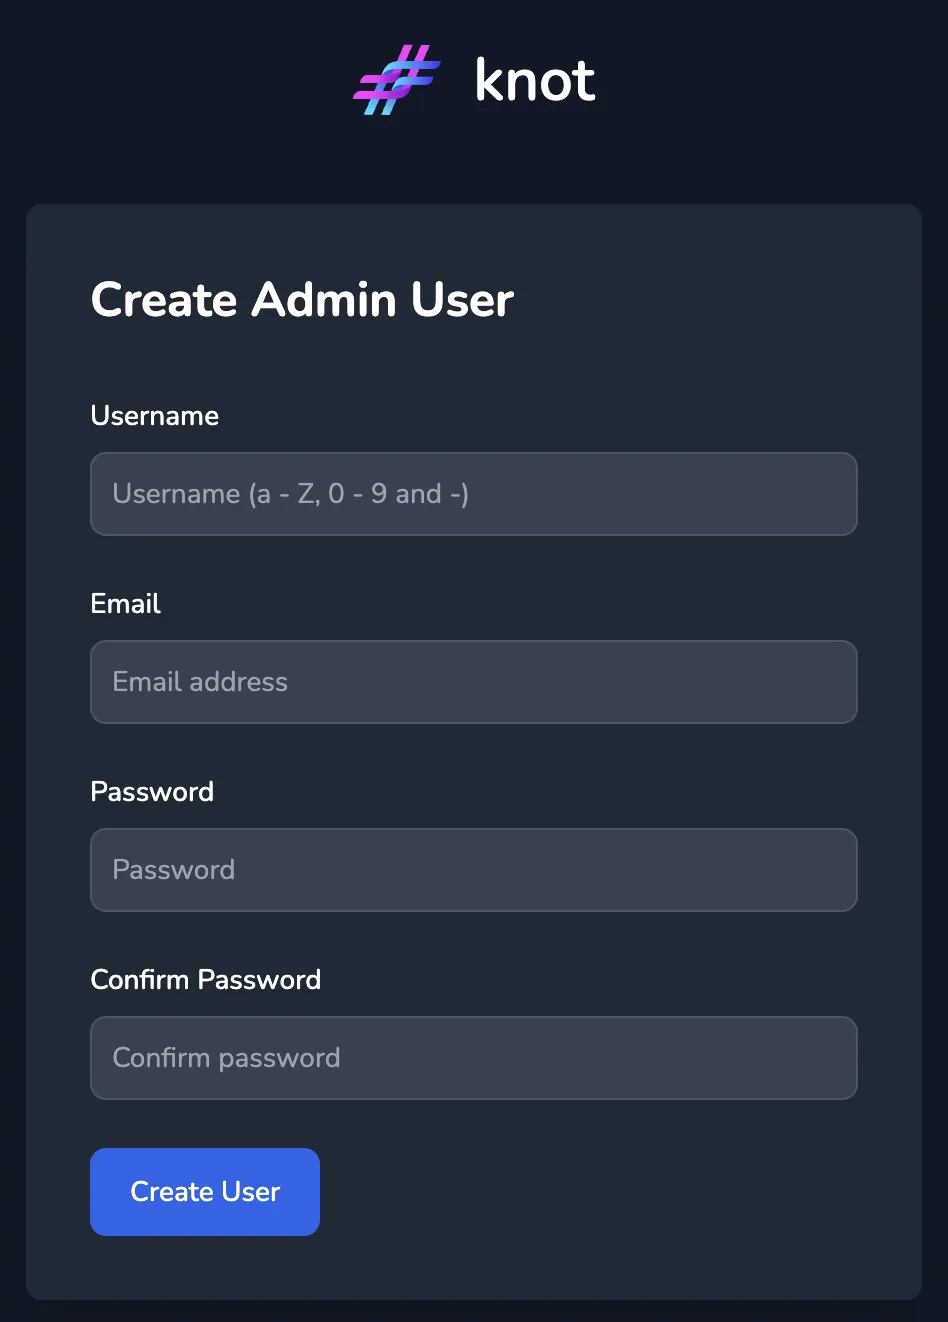 knot
Create Admin User
Username
Username (a - Z, 0 - 9 and -)
Email
Email address
Password
Password
Confirm Password
Confirm password
Create User